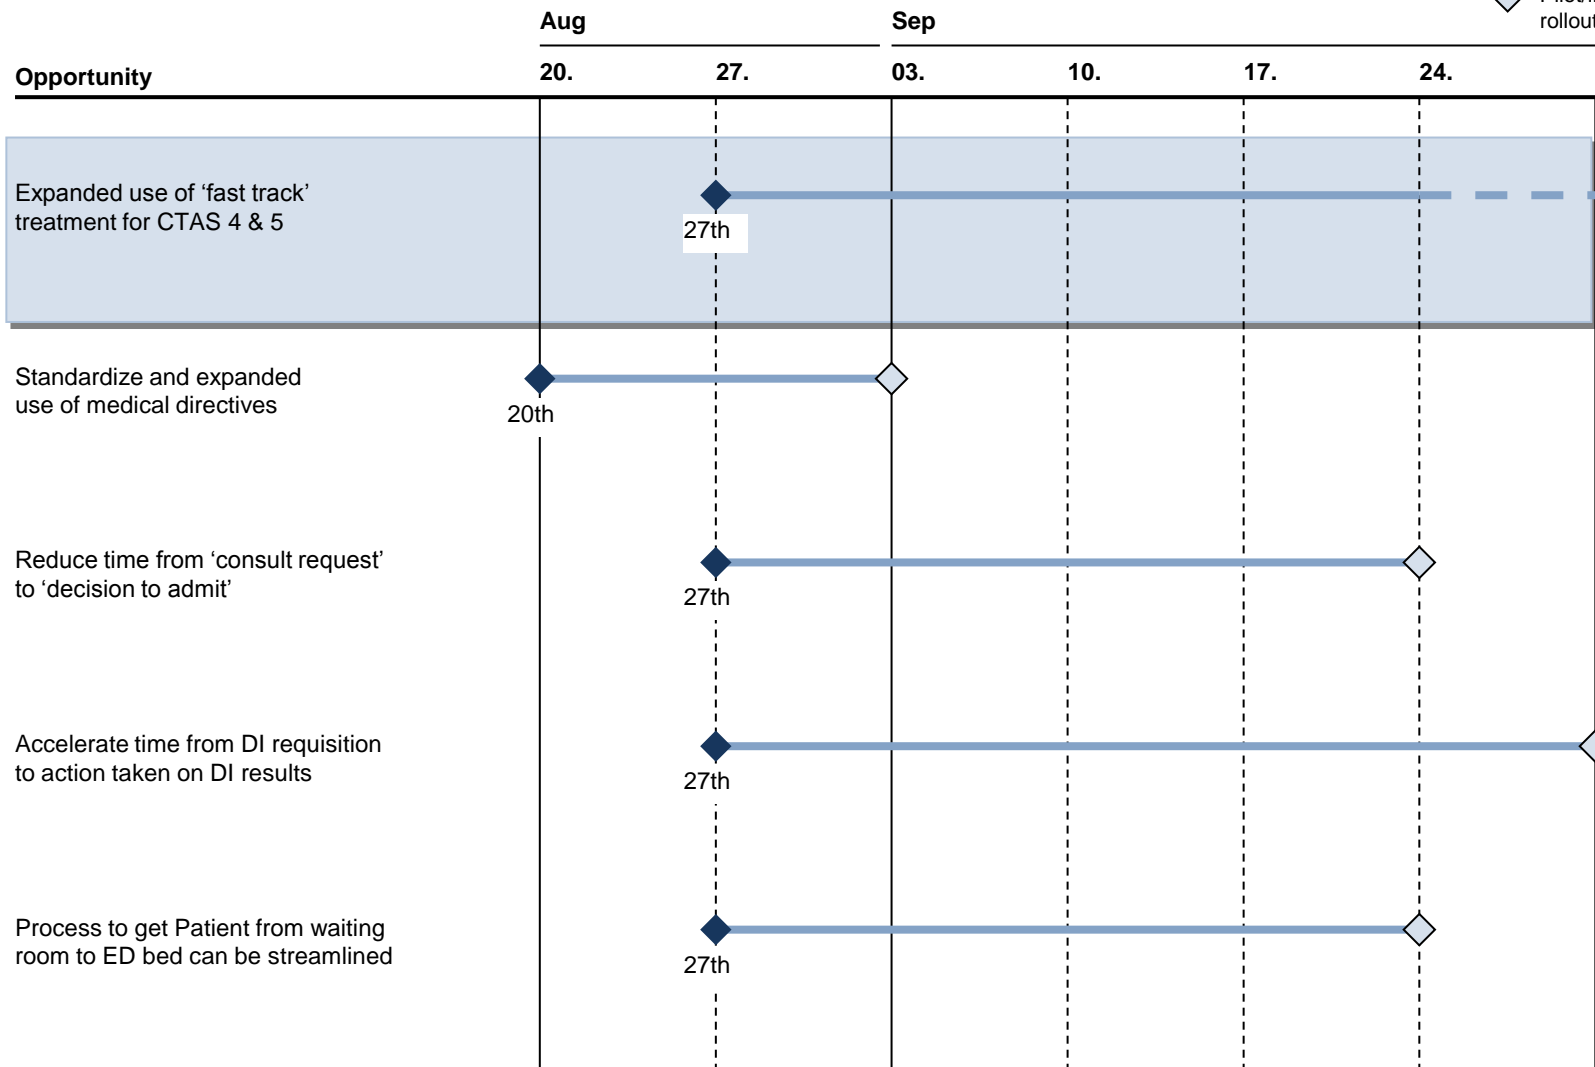 rollout
Aug
Sep
Opportunity
20.
27.
03.
10.
17.
24.
Expanded use of ‘fast track’
treatment for CTAS 4 & 5
27th
Standardize and expanded
use of medical directives
20th
Reduce time from ‘consult request’
to ‘decision to admit’
27th
Accelerate time from DI requisition
to action taken on DI results
27th
Process to get Patient from waiting
room to ED bed can be streamlined
27th